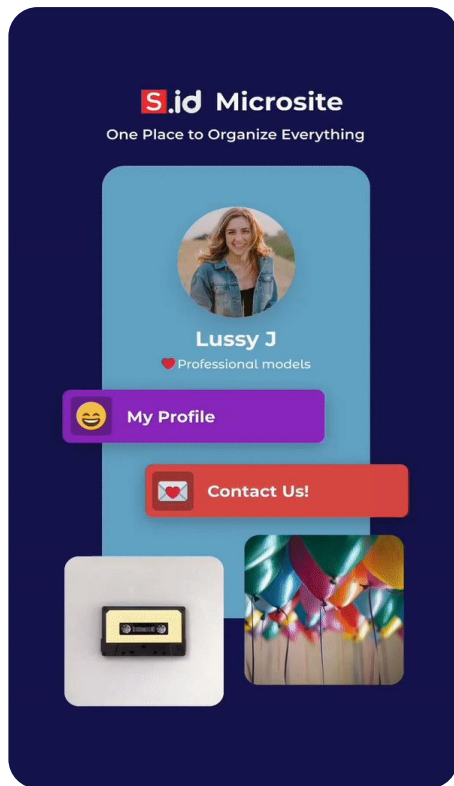 S.id Microsite
One Place to Organize Everything
Lussy J
❤️Professional models
My Profile
Contact Us!